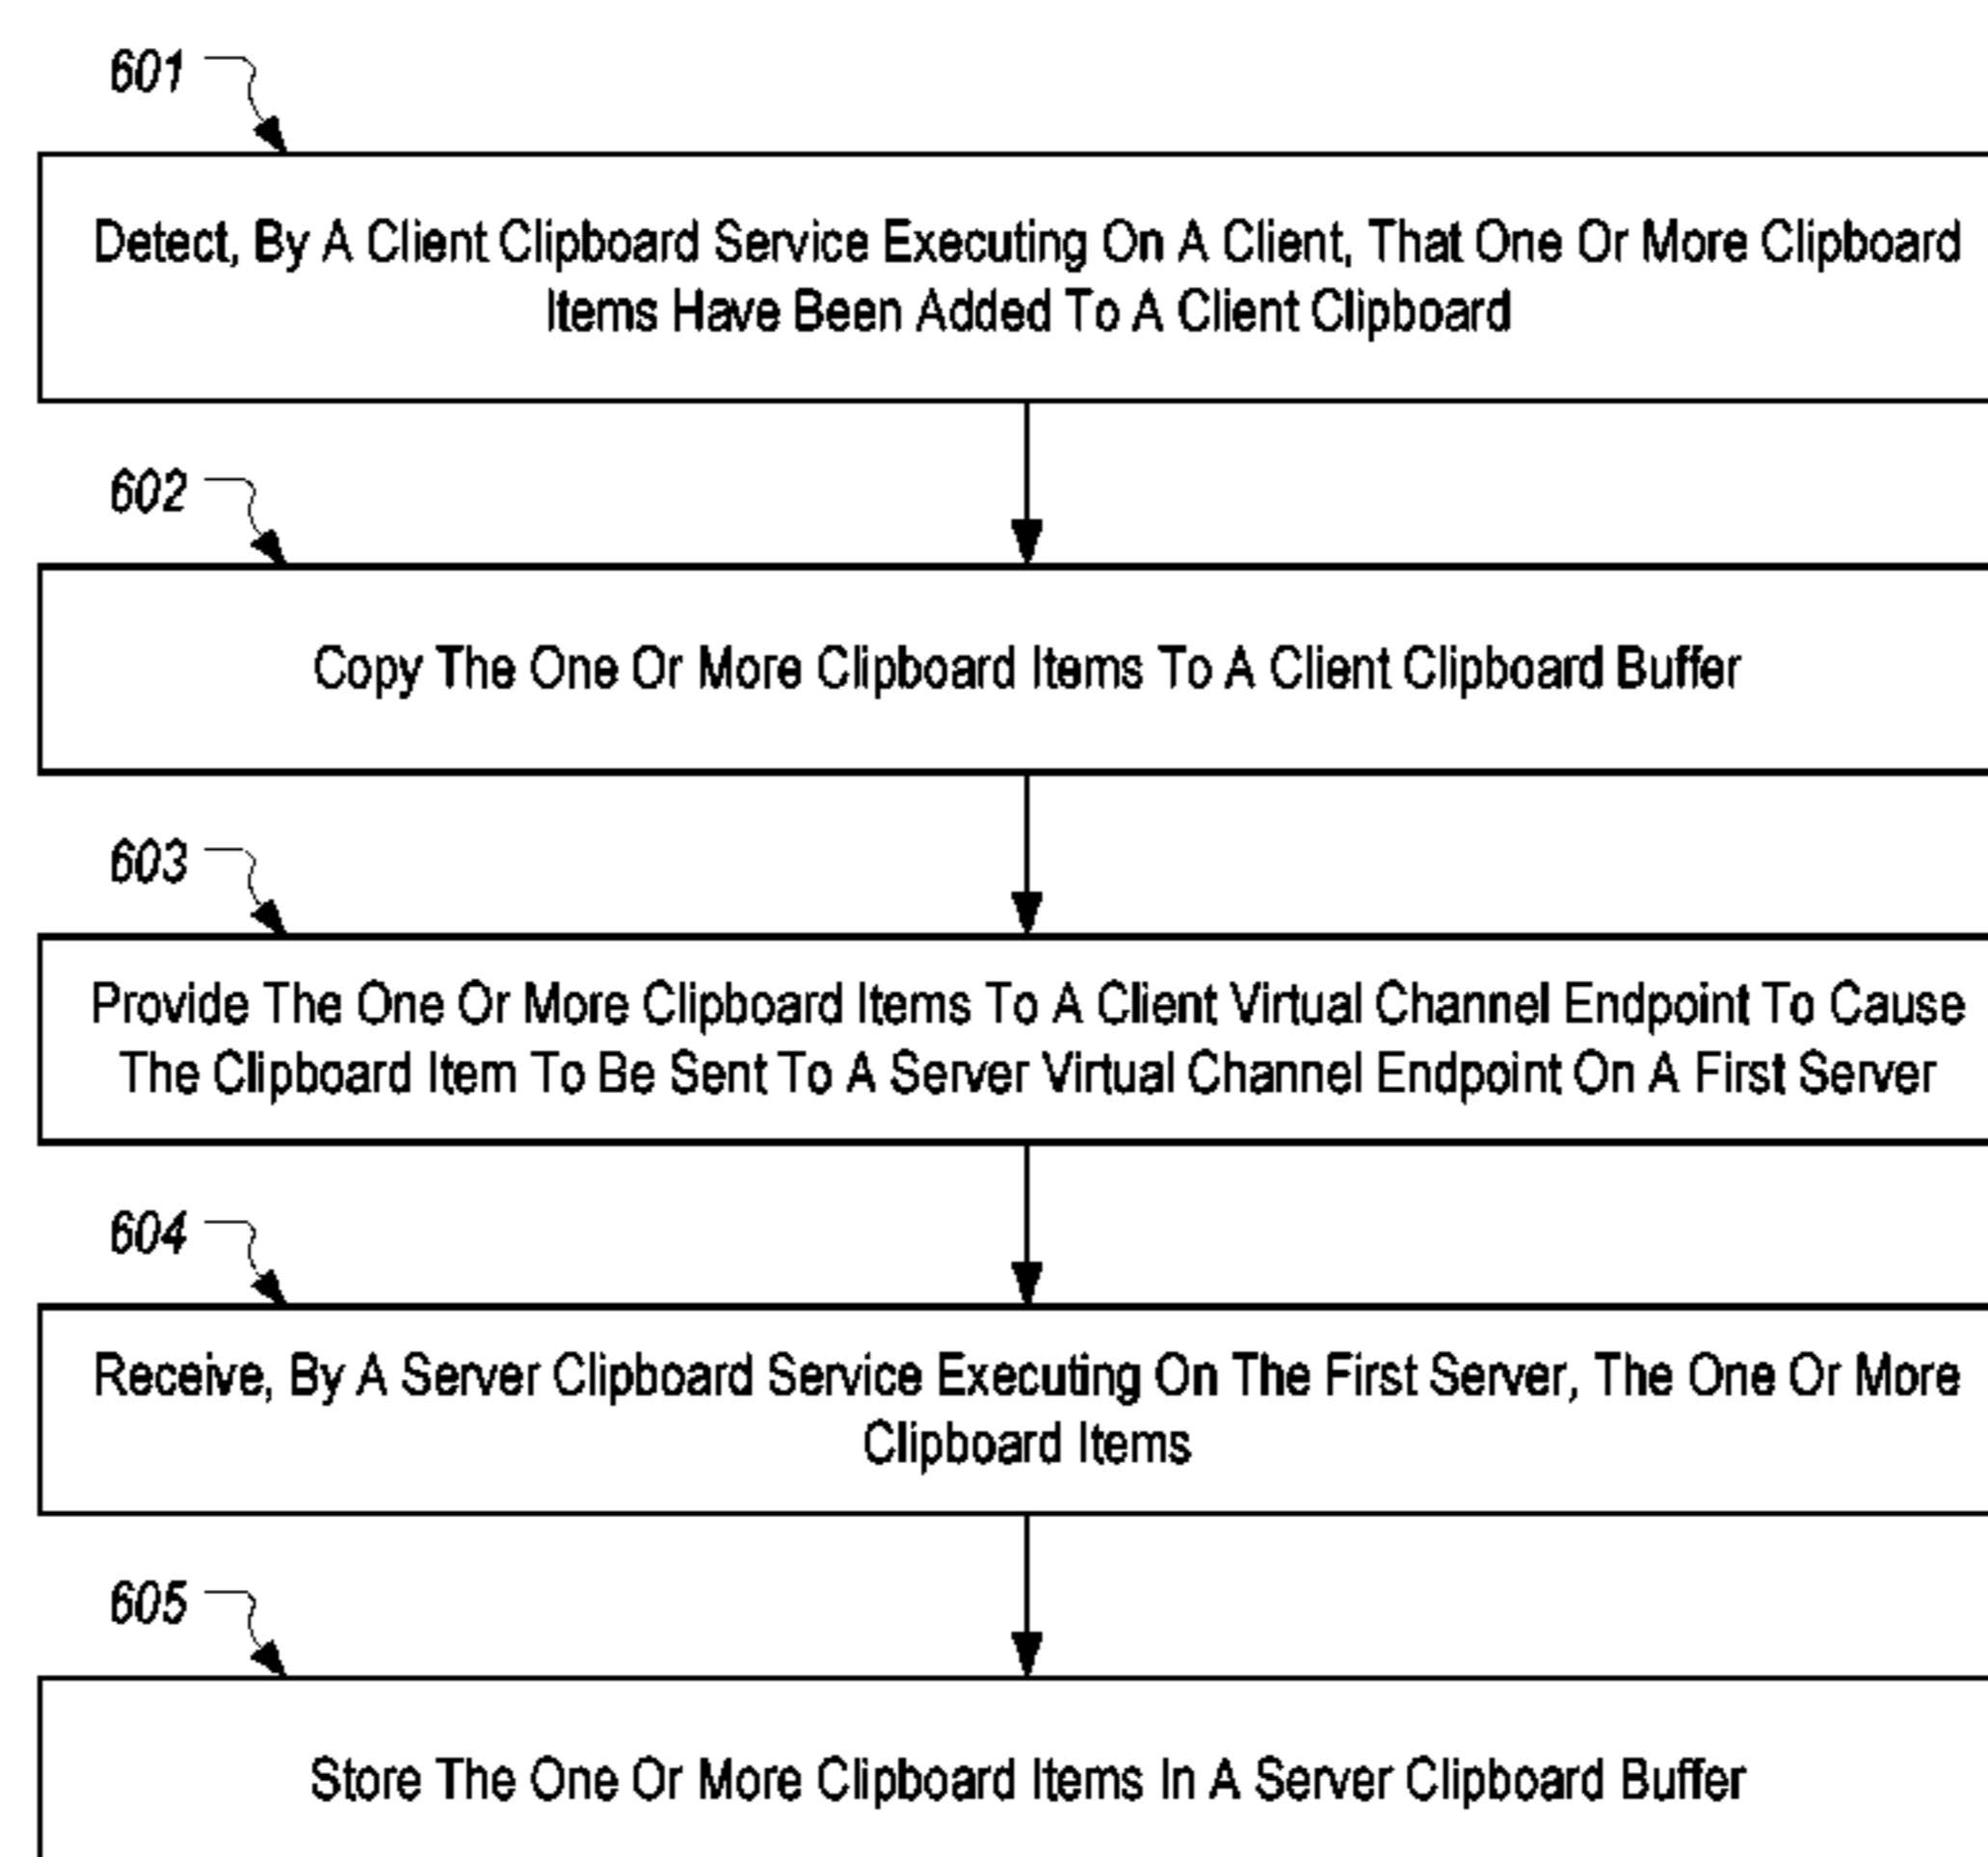 601
Detect, By A Client Clipboard Service Executing On A Client, That One Or More Clipboard
Items Have Been Added To A Client Clipboard
602
Copy The One Or More Clipboard Items To A Client Clipboard Buffer
603
Provide The One Or More Clipboard Items To A Client Virtual Channel Endpoint To Cause
The Clipboard Item To Be Sent To A Server Virtual Channel Endpoint On A First Server
604
Receive, By A Server Clipboard Service Executing On The First Server, The One Or More
Clipboard Items
605
Store The One Or More Clipboard Items In A Server Clipboard Buffer